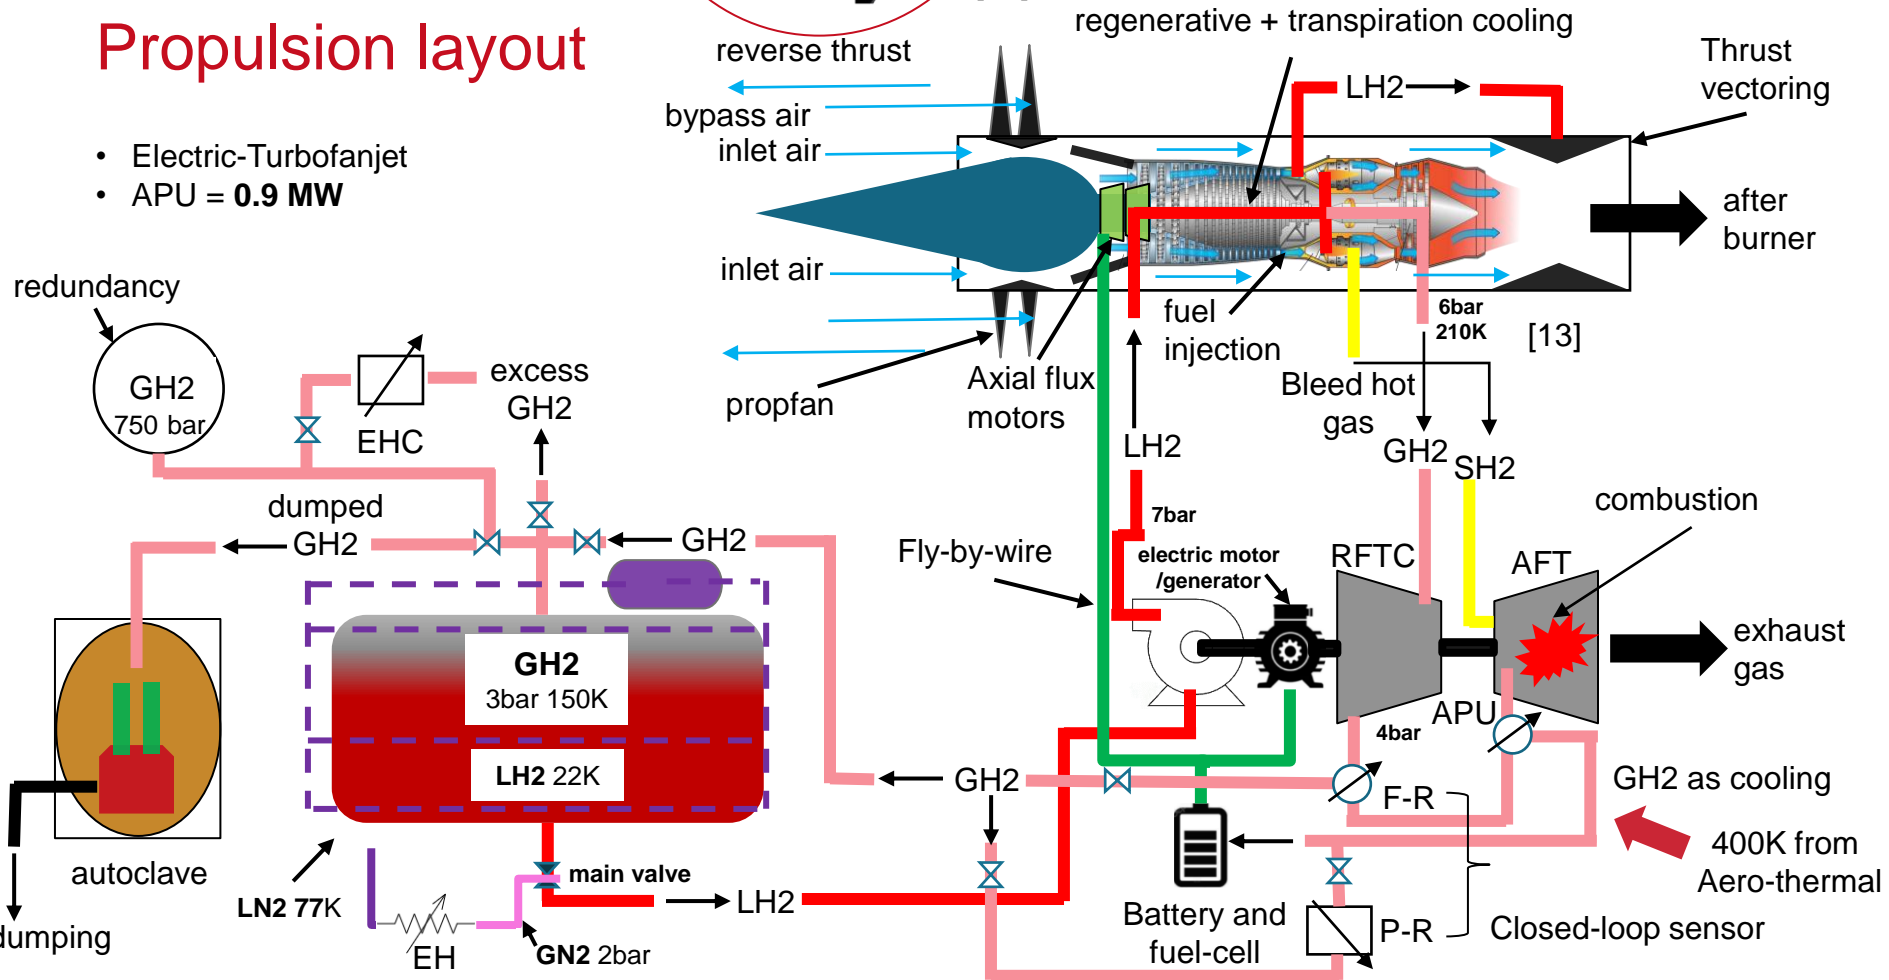 Propulsion layout
• Electric-Turbofanjet
• APU = 0.9 MW
regenerative + transpiration cooling
reverse thrust
bypass air
inlet air
inlet air
LH2
Thrust
vectoring
after
burner
propfan
Axial flux
motors
fuel
injection
6bar
210K
[13]
Bleed hot
gas
GH2
SH2
LH2
7bar
redundancy
GH2
750 bar
EHC
excess
GH2
dumped
GH2
GH2
Fly-by-wire
electric motor
/generator
RFTC
AFT
combustion
exhaust
gas
APU
4bar
GH2
3bar 150K
LH2 22K
autoclave
dumping
LN2 77K
EH
GN2 2bar
main valve
LH2
GH2
F-R
P-R
GH2 as cooling
400K from
Aero-thermal
Battery and
fuel-cell
Closed-loop sensor